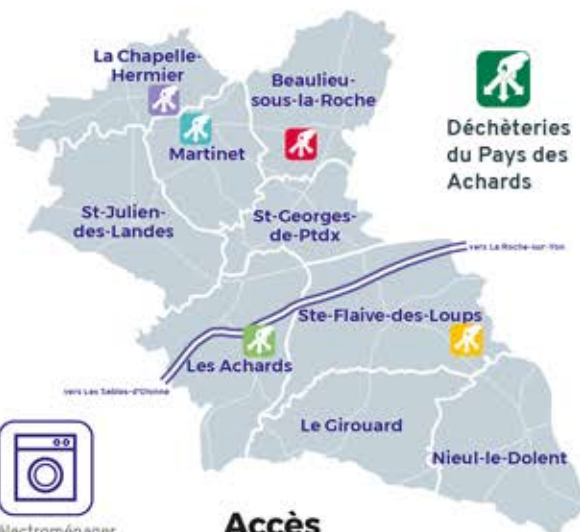 La Chapelle-
Hermier
Beaulieu-
sous-la-Roche
Martinet
Déchèteries
du Pays des
Achards
St-Julien-
des-Landes
St-Georges-
de-Ptdx
vers La Roche-sur-Yon
Ste-Flaive-des-Loups
Les Achards
vers Les Sables-d'Olonne
Le Girouard
Nieul-le-Dolent
Electroménager
Accès